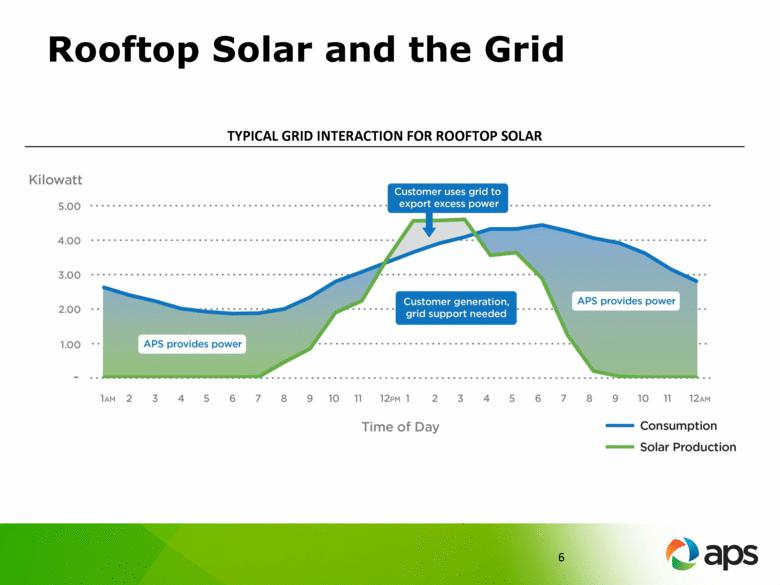 Rooftop Solar and the Grid
TYPICAL GRID INTERACTION FOR ROOFTOP SOLAR
Kilowatt
Customer uses grid to
export excess power
5.00
4.00
3.00
2.00
1.00
-
Customer generation,
grid support needed
APS provides power
APS provides power
1AM 2 3 4 5 6 7 8 9 10 11 12PM 1 2 3 4 5 6 7 8 9 10 11 12AM
Time of Day
Consumption
Solar Production
6
aps